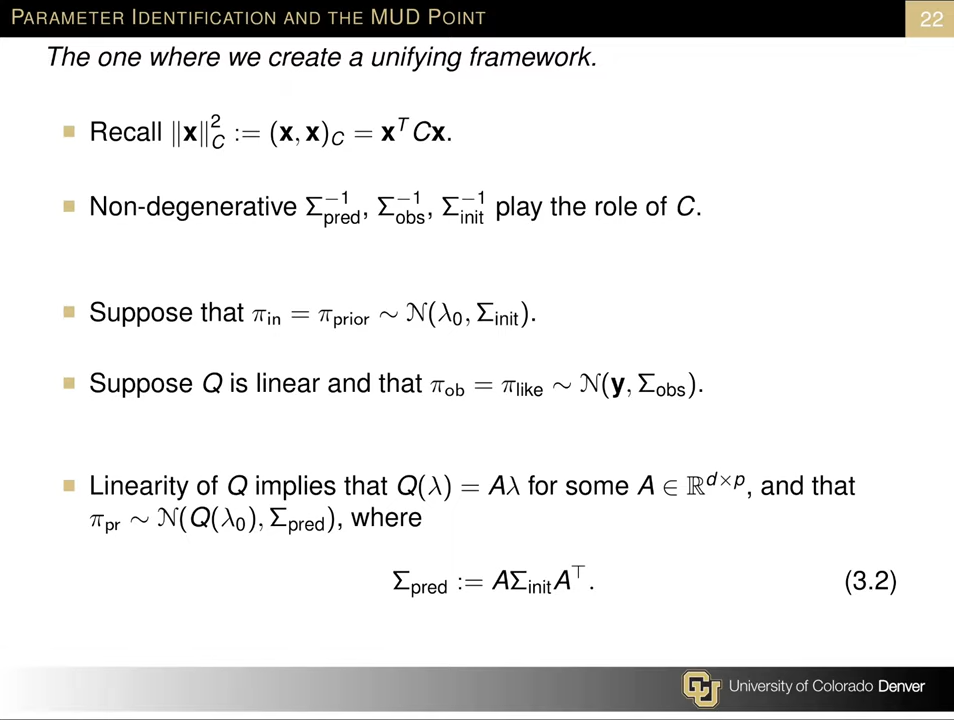 PARAMETER IDENTIFICATION AND THE MUD POINT
22
The one where we create a unifying framework.
Recall ‖x‖²_C := (x, x)_C = x^T Cx.
Non-degenerative Σ⁻¹_pred, Σ⁻¹_obs, Σ⁻¹_init play the role of C.
Suppose that π_in = π_prior ∼ N(λ₀, Σ_init).
Suppose Q is linear and that π_ob = π_like ∼ N(y, Σ_obs).
Linearity of Q implies that Q(λ) = Aλ for some A ∈ ℝ^{d×p}, and that
π_pr ∼ N(Q(λ₀), Σ_pred), where
Σ_pred := AΣ_init A^⊤. (3.2)
CU
University of Colorado Denver